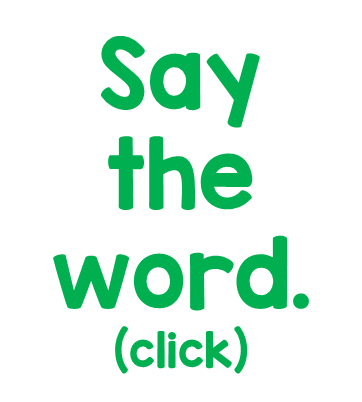 Say
the
word.
(click)